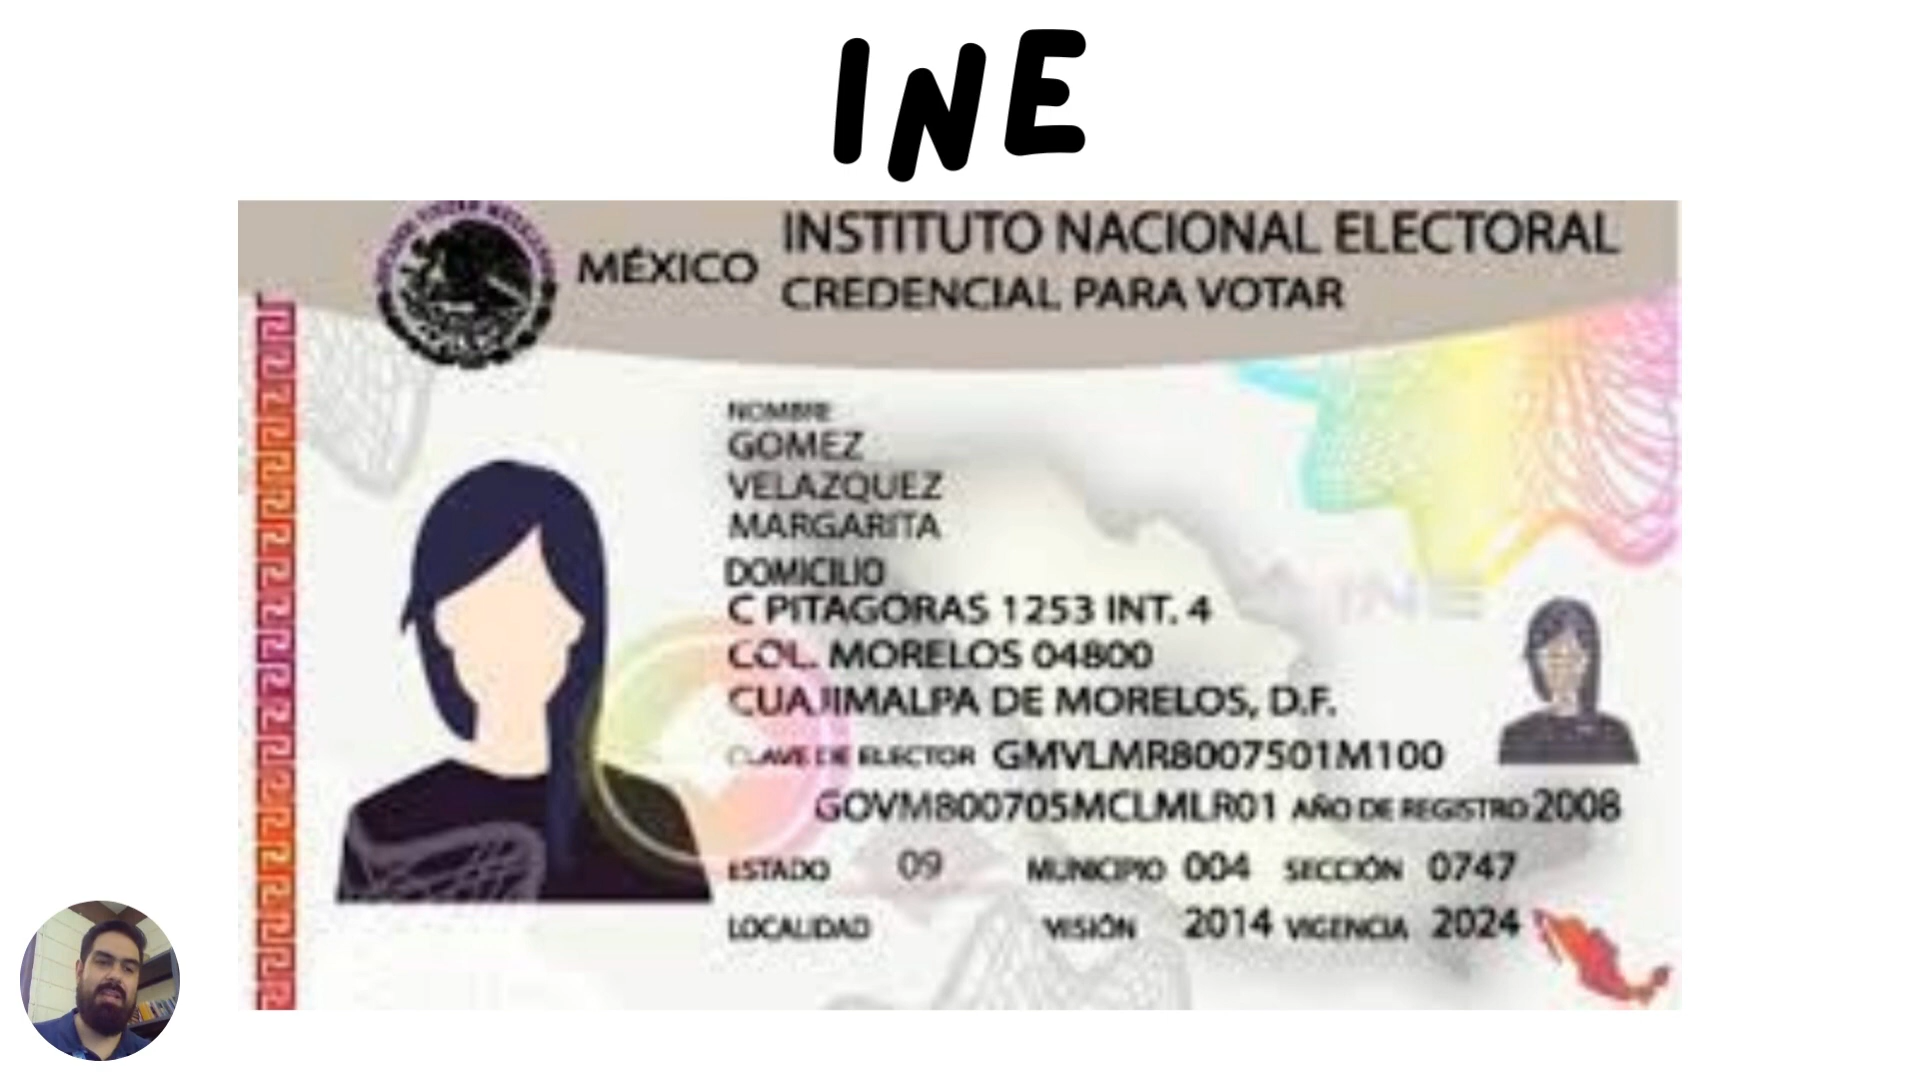 INE
MÉXICO
INSTITUTO NACIONAL ELECTORAL
CREDENCIAL PARA VOTAR
NOMBRE
GOMEZ
VELAZQUEZ
MARGARITA
DOMICILIO
C PITAGORAS 1253 INT. 4
COL. MORELOS 04800
CUAJIMALPA DE MORELOS, D.F.
CLAVE DE ELECTOR GMVLMR8007501M100
GOVM800705MCLMLR01 AÑO DE REGISTRO 2008
ESTADO 09 MUNICIPIO 004 SECCIÓN 0747
LOCALIDAD VISIÓN 2014 VIGENCIA 2024
INE